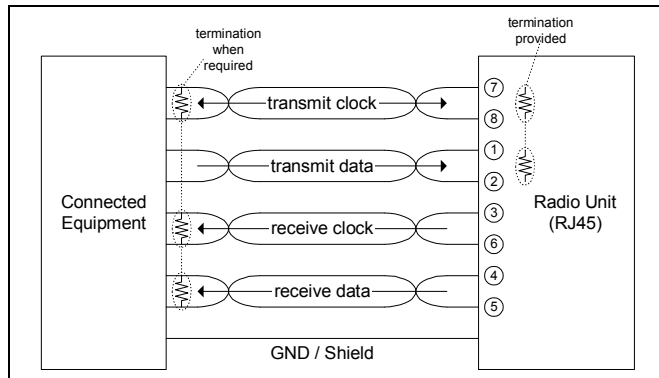 termination
when
required
termination
provided
transmit clock
7
8
transmit data
1
2
Connected
Equipment
Radio Unit
(RJ45)
receive clock
3
6
receive data
4
5
GND / Shield